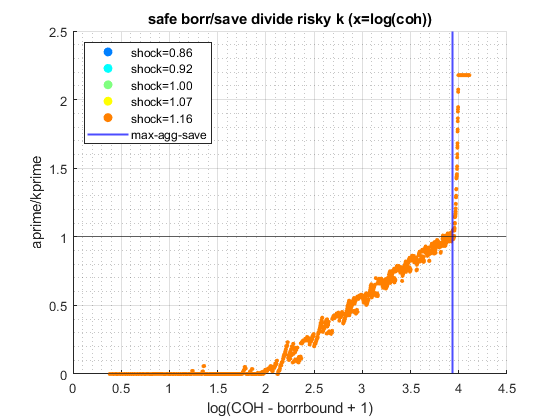 safe borr/save divide risky k (x=log(coh))
2.5
2
1.5
1
0.5
0
aprime/kprime
shock=0.86
shock=0.92
shock=1.00
shock=1.07
shock=1.16
max-agg-save
0 0.5 1 1.5 2 2.5 3 3.5 4 4.5
log(COH - borrbound + 1)